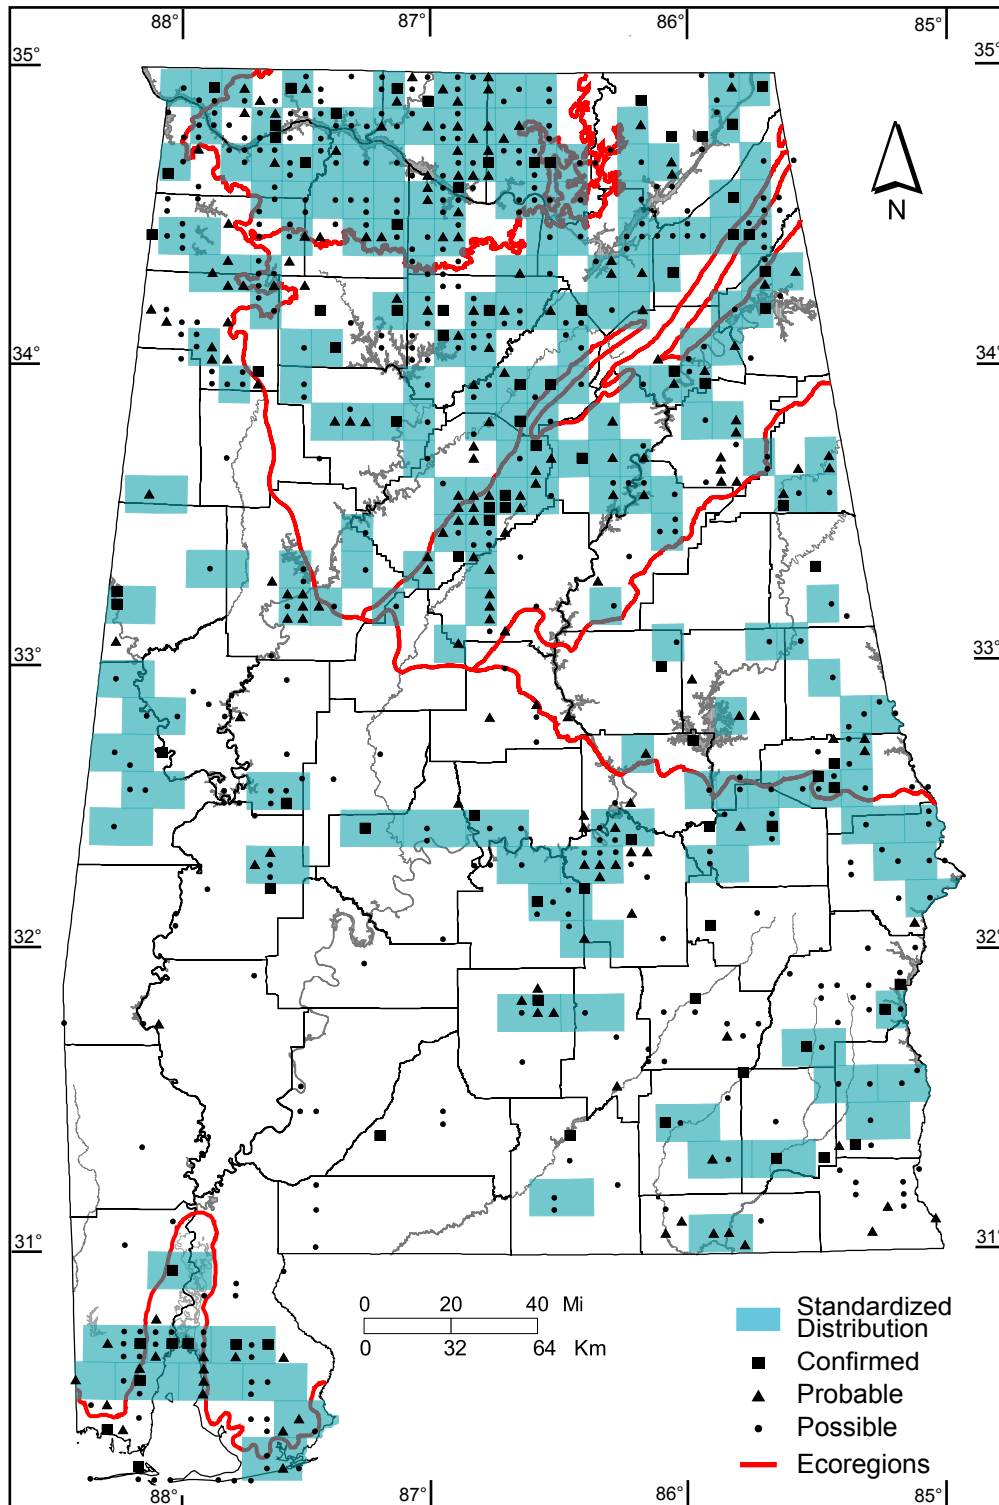 88° 87° 86° 85°
35° 35°
N
34° 34°
33° 33°
32° 32°
31° 31°
0 20 40 Mi
0 32 64 Km
Standardized
Distribution
Confirmed
Probable
Possible
Ecoregions
88° 87° 86° 85°